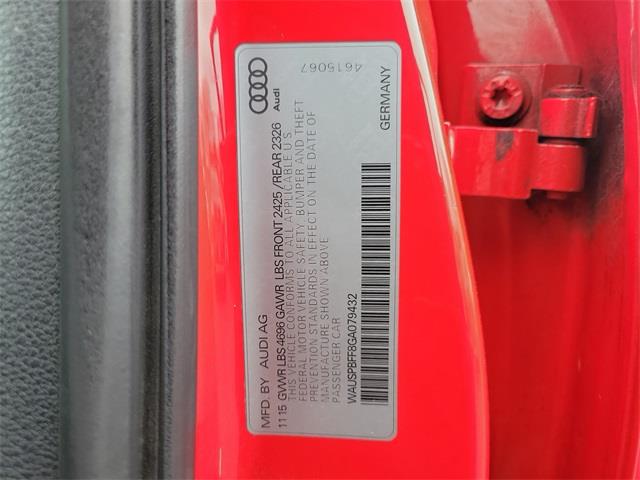 MFD. BY AUDI AG
Audi
11 15 GVWR LBS 4696 GAWR LBS FRONT 2425 /REAR 2326
THIS VEHICLE CONFORMS TO ALL APPLICABLE U.S.
FEDERAL MOTOR VEHICLE SAFETY, BUMPER AND THEFT
PREVENTION STANDARDS IN EFFECT ON THE DATE OF
MANUFACTURE SHOWN ABOVE
PASSENGER CAR
WAUSPBFF8GA079432 GERMANY
4615067